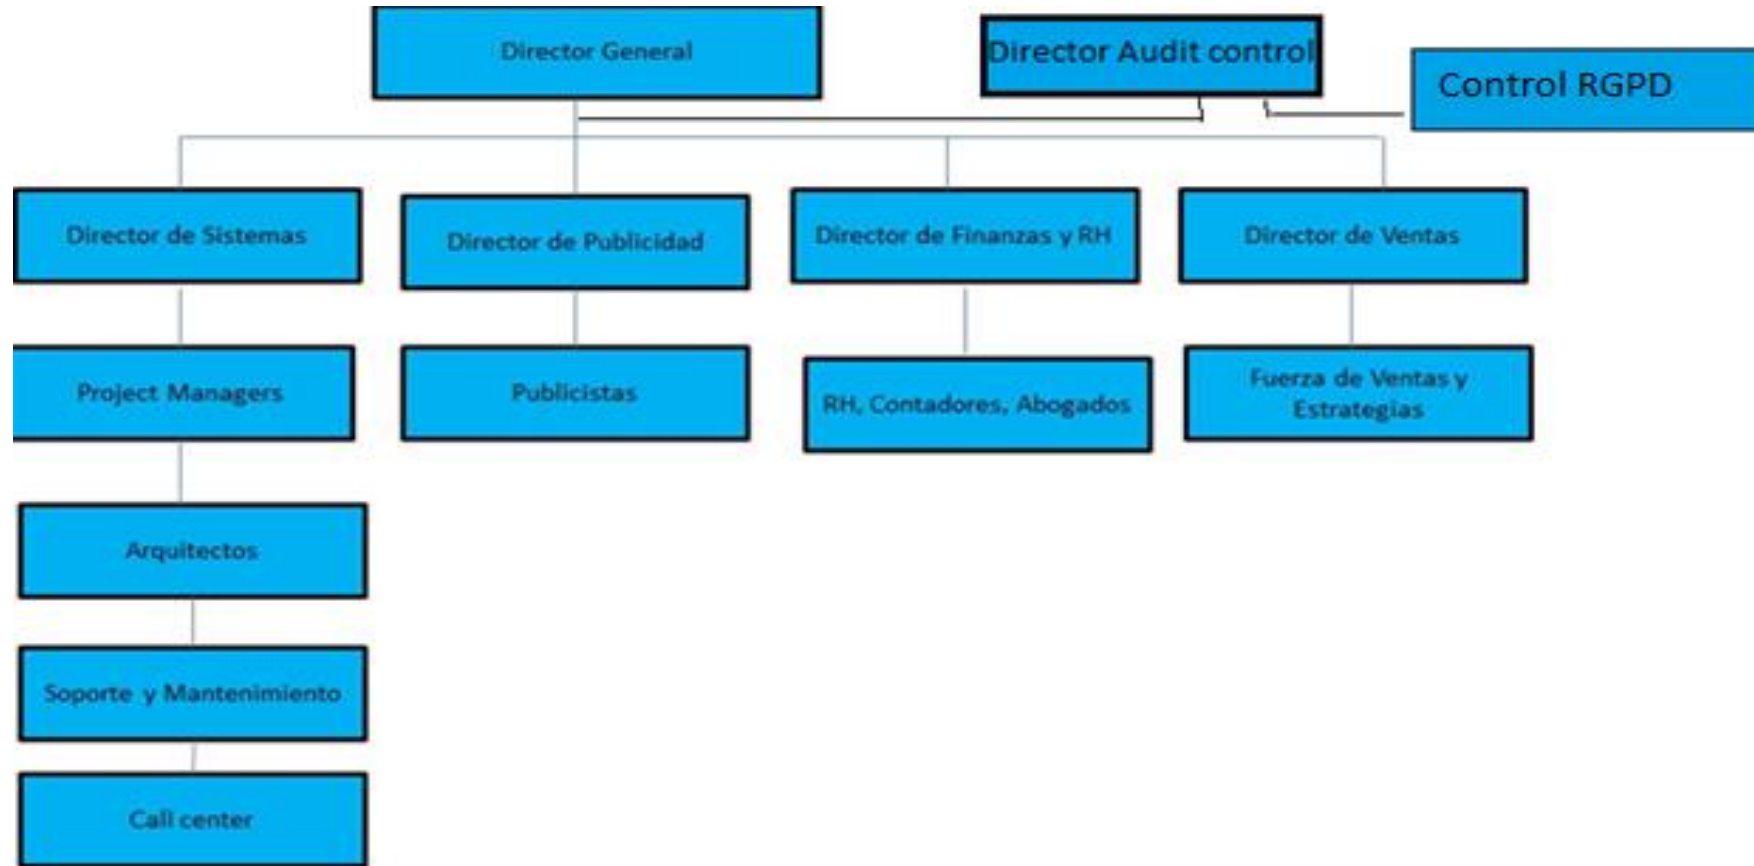 Director General
Director Audit control
Control RGPD
Director de Sistemas
Director de Publicidad
Director de Finanzas y RH
Director de Ventas
Project Managers
Publicistas
RH, Contadores, Abogados
Fuerza de Ventas y
Estrategias
Arquitectos
Soporte y Mantenimiento
Call center